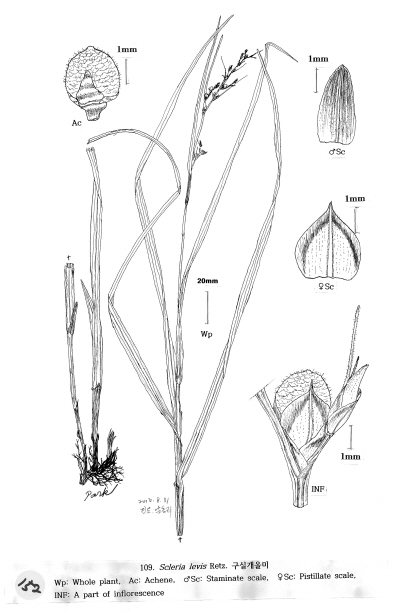 1mm
Ac
1mm
♂Sc
1mm
♀Sc
20mm
Wp
1mm
INF.
Park
109. Scleria levis Retz. 구실개올미
152
Wp: Whole plant, Ac: Achene, ♂Sc: Staminate scale, ♀Sc: Pistillate scale,
INF: A part of inflorescence